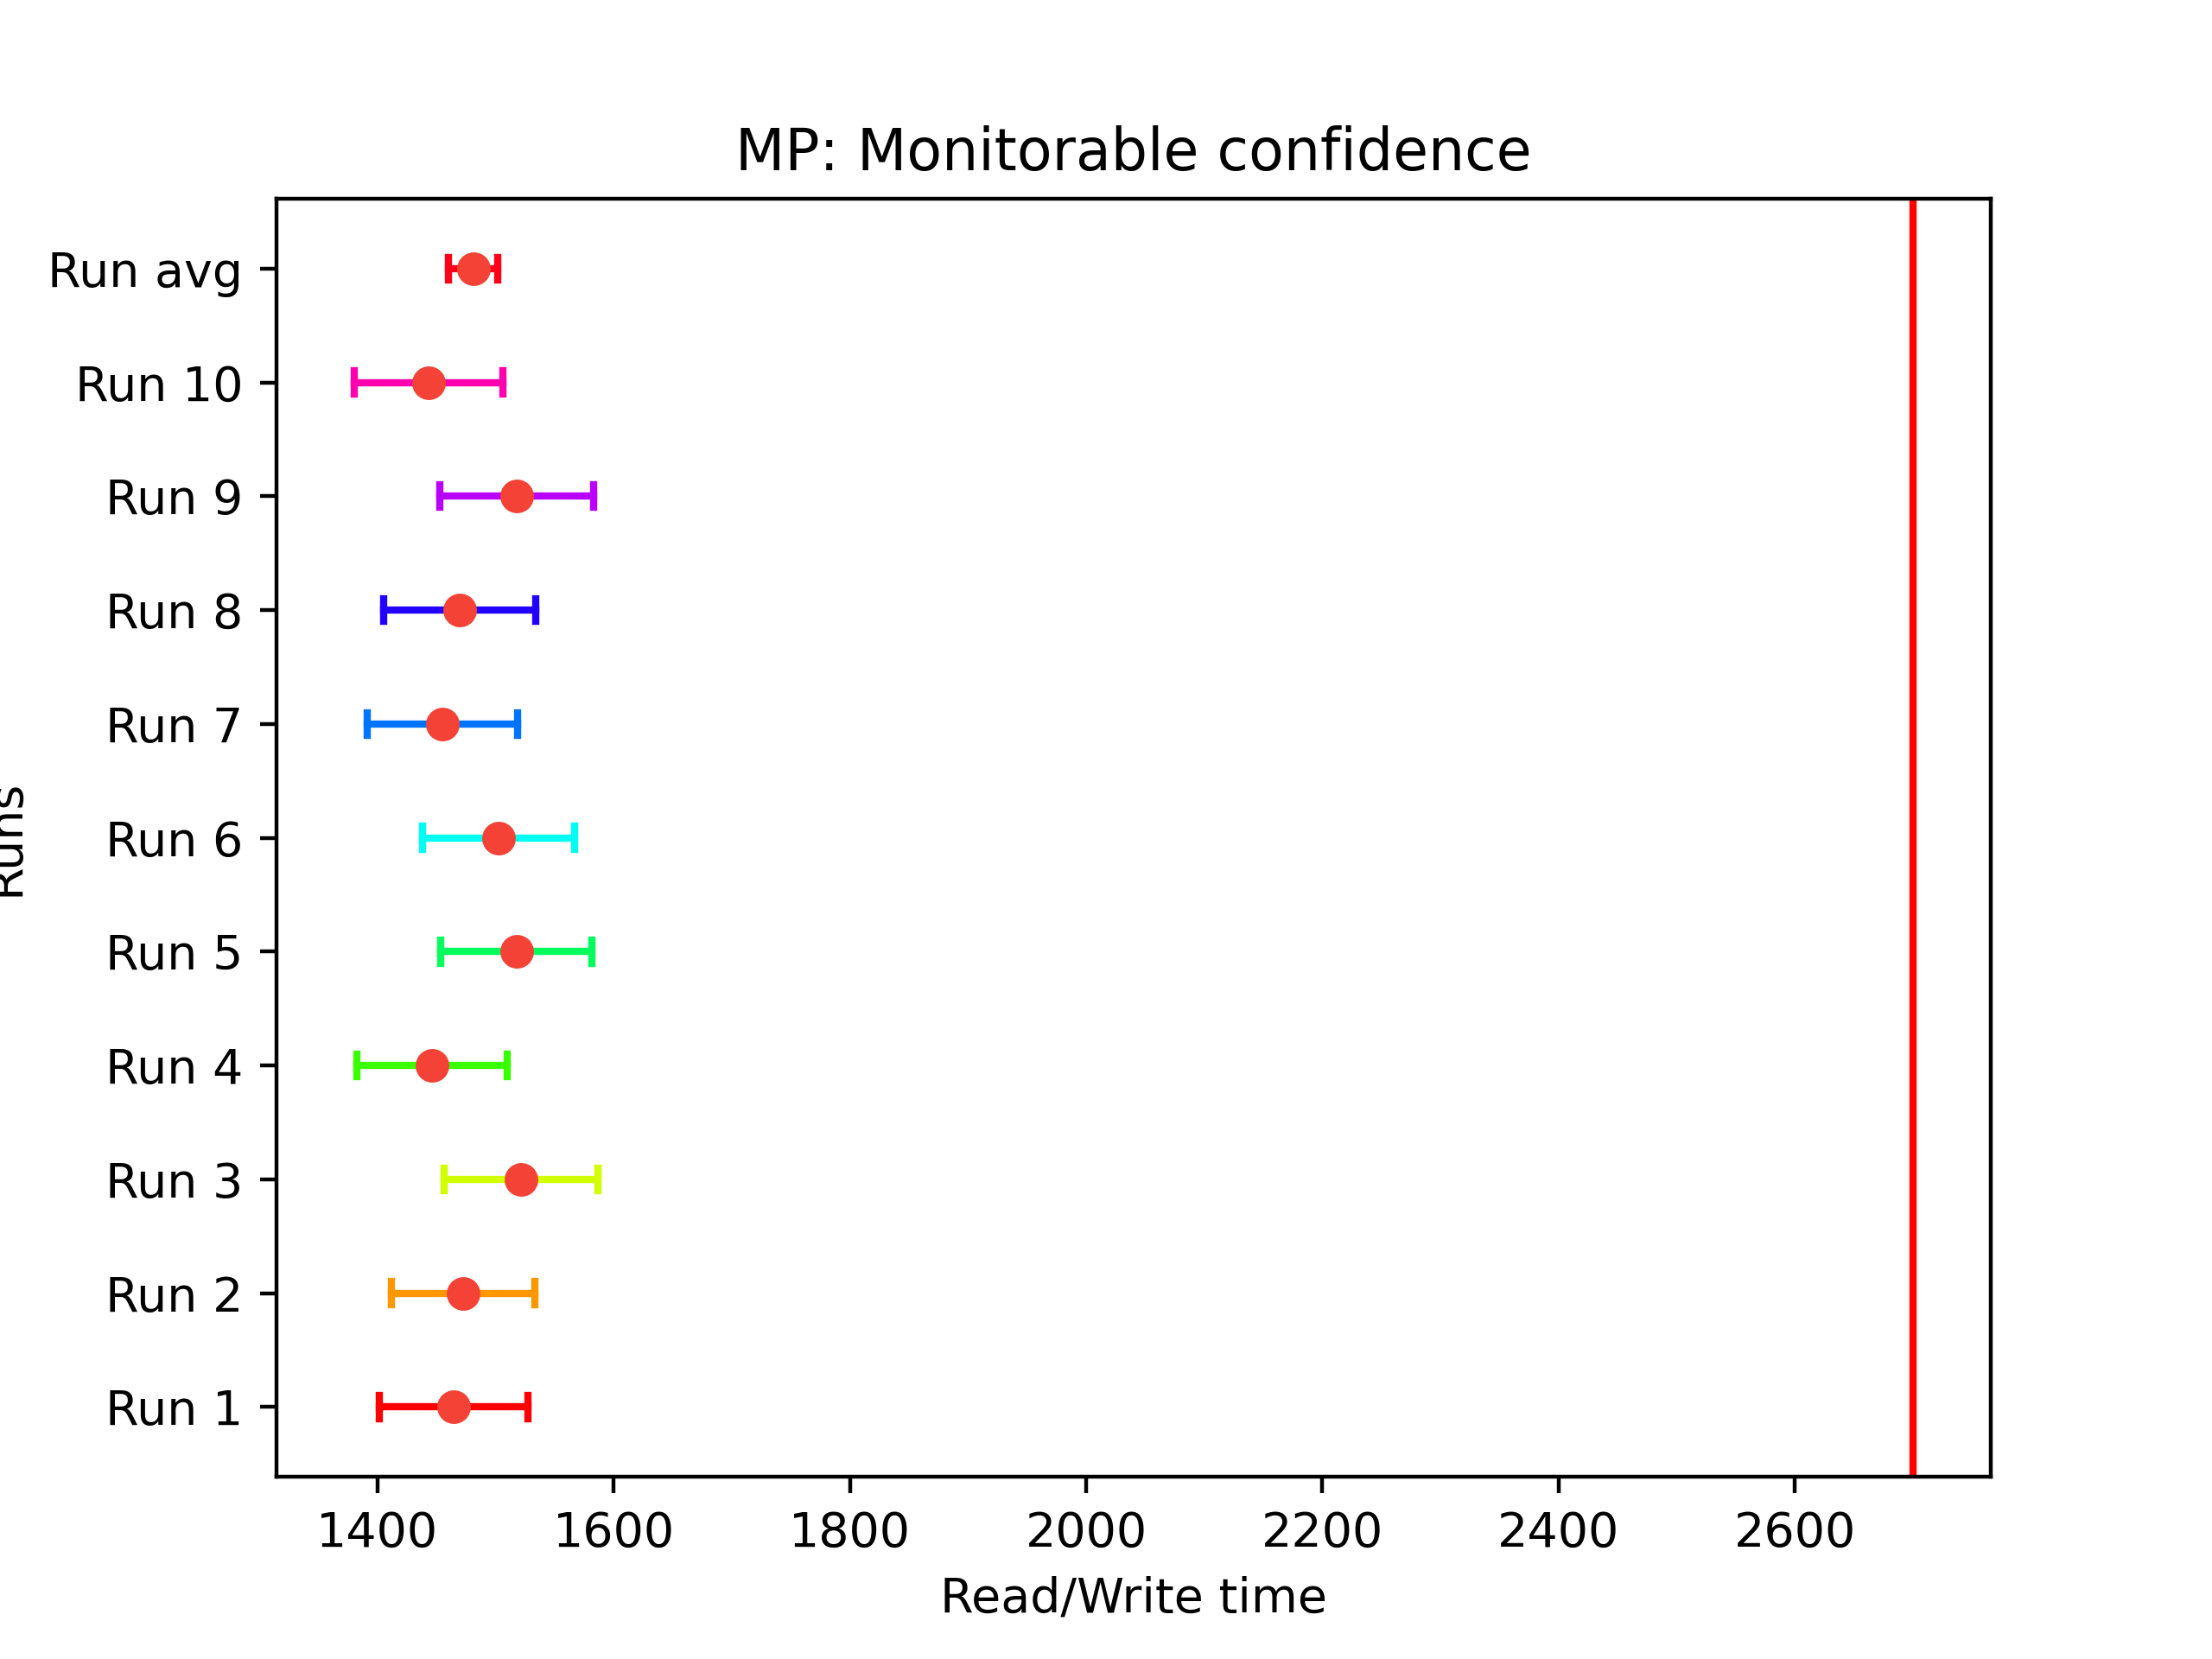 MP: Monitorable confidence
Run avg
Run 10
Run 9
Run 8
Run 7
Run 6
Run 5
Run 4
Run 3
Run 2
Run 1
Runs
1400 1600 1800 2000 2200 2400 2600
Read/Write time